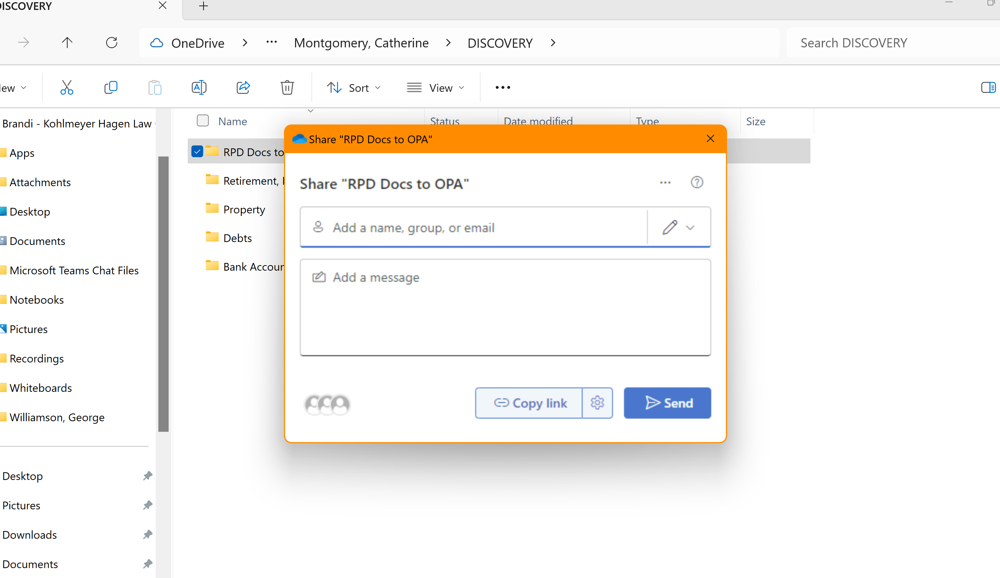 DISCOVERY
OneDrive > ... Montgomery, Catherine > DISCOVERY >
Search DISCOVERY
Sort
View
Name
Status
Date modified
Type
Size
Brandi - Kohlmeyer Hagen Law
Apps
Attachments
Desktop
Documents
Microsoft Teams Chat Files
Notebooks
Pictures
Recordings
Whiteboards
Williamson, George
Desktop
Pictures
Downloads
Documents
RPD Docs to
Retirement,
Property
Debts
Bank Accour
Share "RPD Docs to OPA"
Share "RPD Docs to OPA"
Add a name, group, or email
Add a message
Copy link
Send